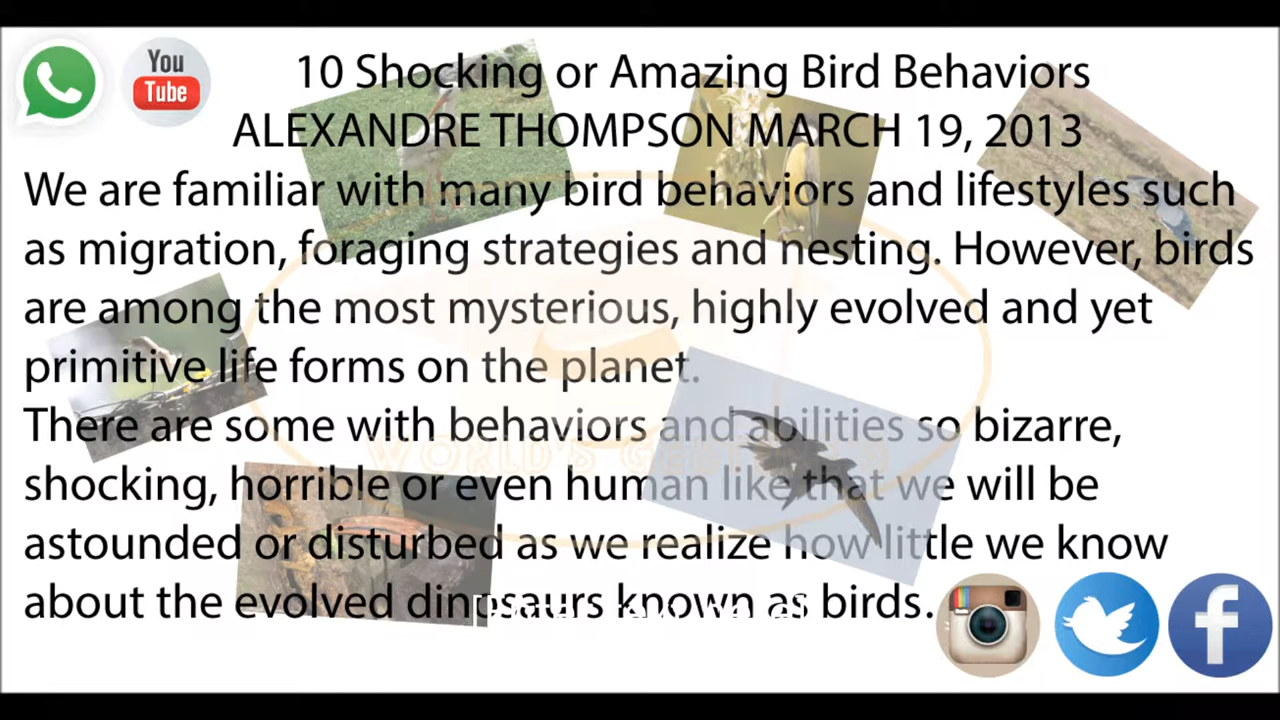 You
Tube
10 Shocking or Amazing Bird Behaviors
ALEXANDRE THOMPSON MARCH 19, 2013
We are familiar with many bird behaviors and lifestyles such
as migration, foraging strategies and nesting. However, birds
are among the most mysterious, highly evolved and yet
primitive life forms on the planet.
There are some with behaviors and abilities so bizarre,
WORLD'S
shocking, horrible or even human like that we will be
astounded or disturbed as we realize how little we know
about the evolved dinosaurs known as birds.